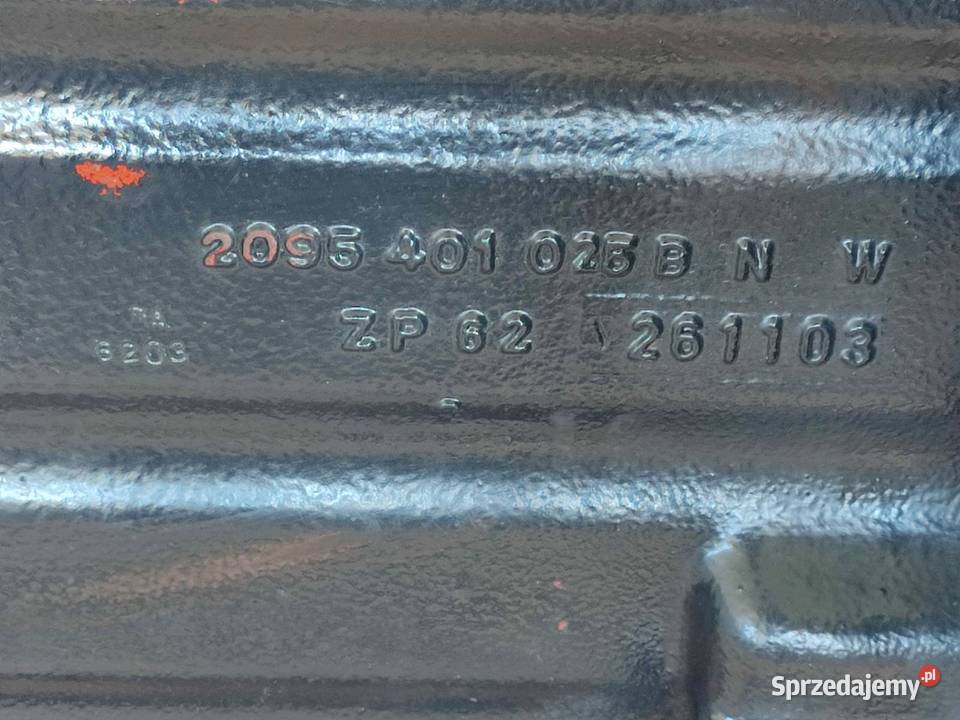 2095 401 025 B N W
ZP 62 261103
6203
Sprzedajemy.pl